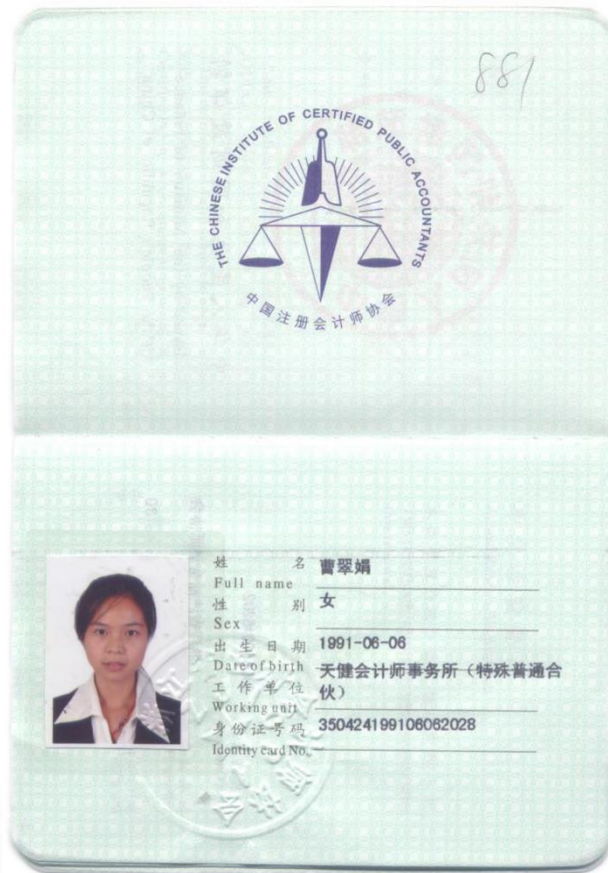 881
THE CHINESE INSTITUTE OF CERTIFIED PUBLIC ACCOUNTANTS
中国注册会计师协会
姓 名 曹翠娟
Full name
性 别 女
Sex
出生日期 1991-06-06
Date of birth
工作单位 天健会计师事务所（特殊普通合
伙）
Working unit
身份证号码 350424199106062028
Identity card No.